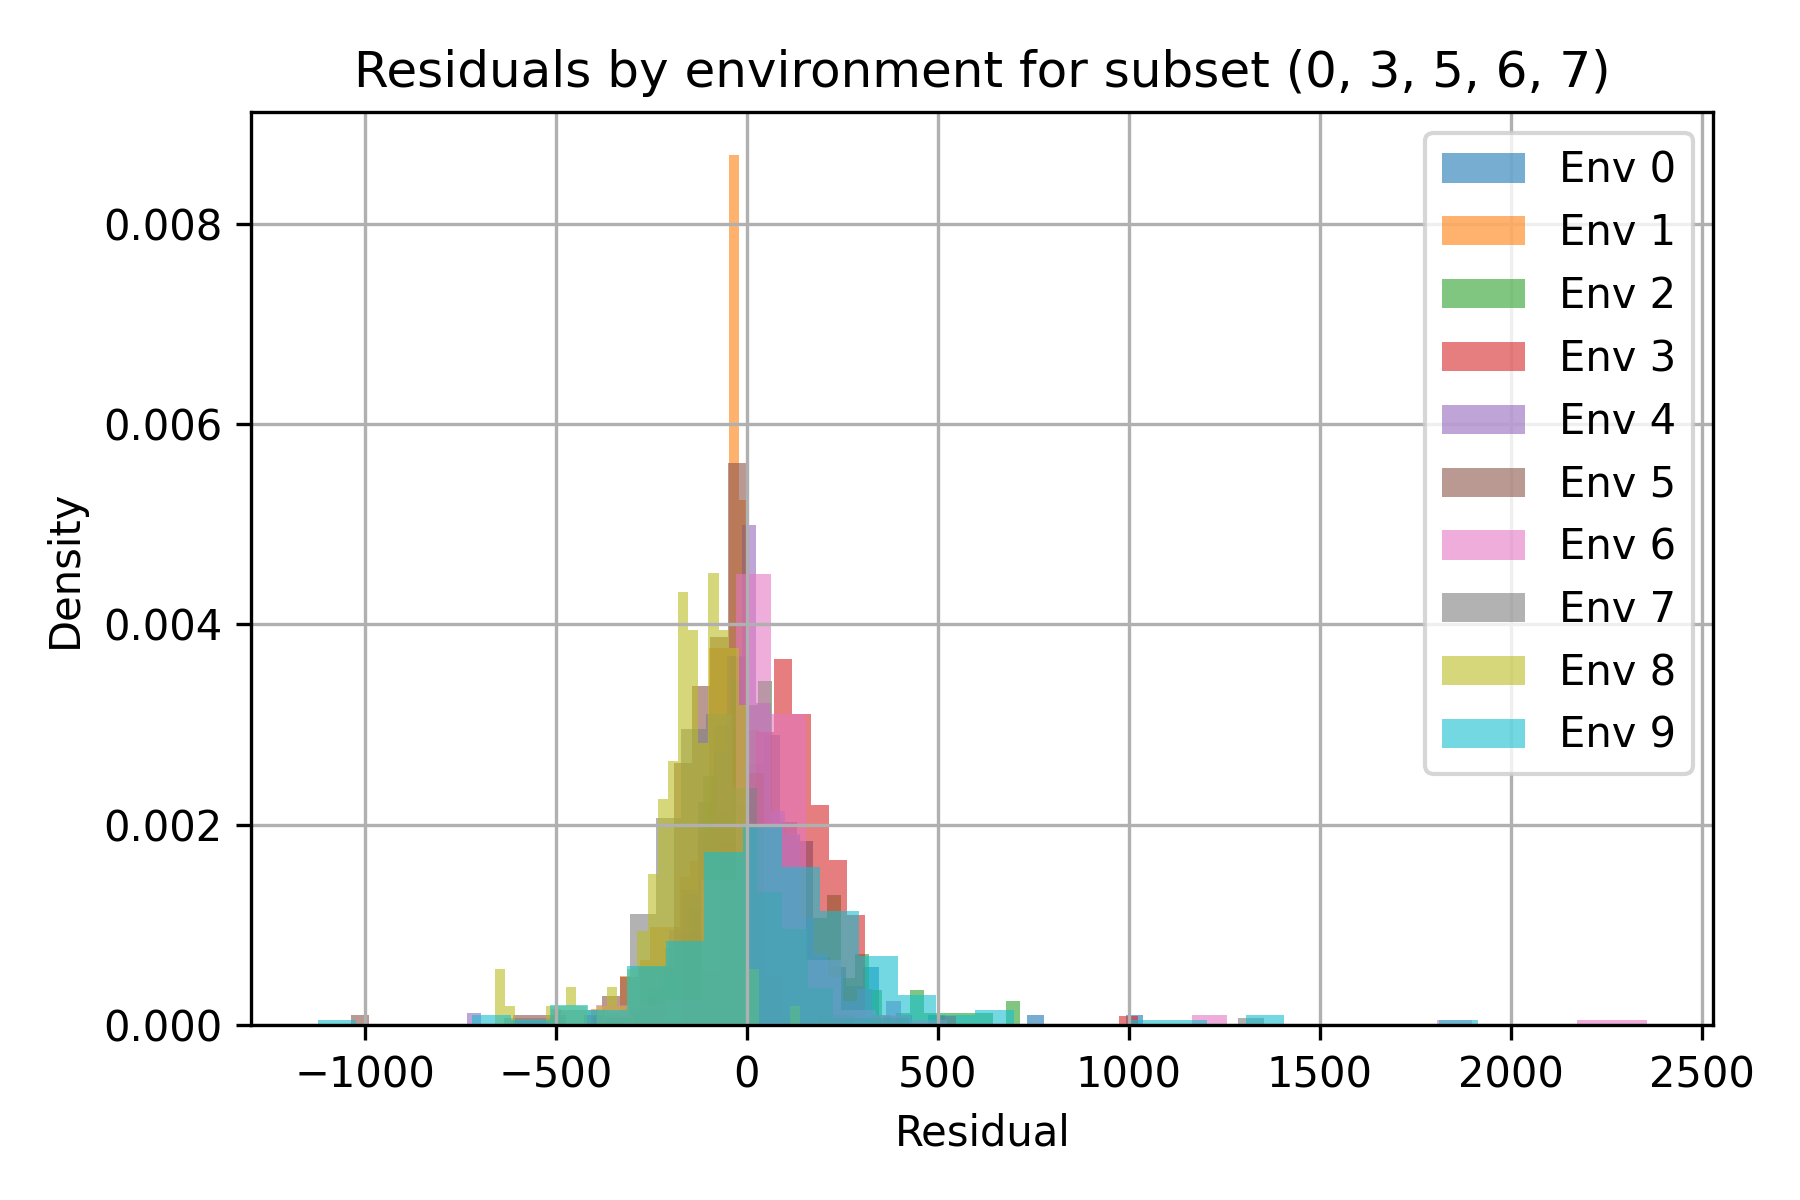 Residuals by environment for subset (0, 3, 5, 6, 7)
Env 0
Env 1
Env 2
Env 3
Env 4
Env 5
Env 6
Env 7
Env 8
Env 9
0.008
0.006
0.004
0.002
0.000
Density
−1000 −500 0 500 1000 1500 2000 2500
Residual